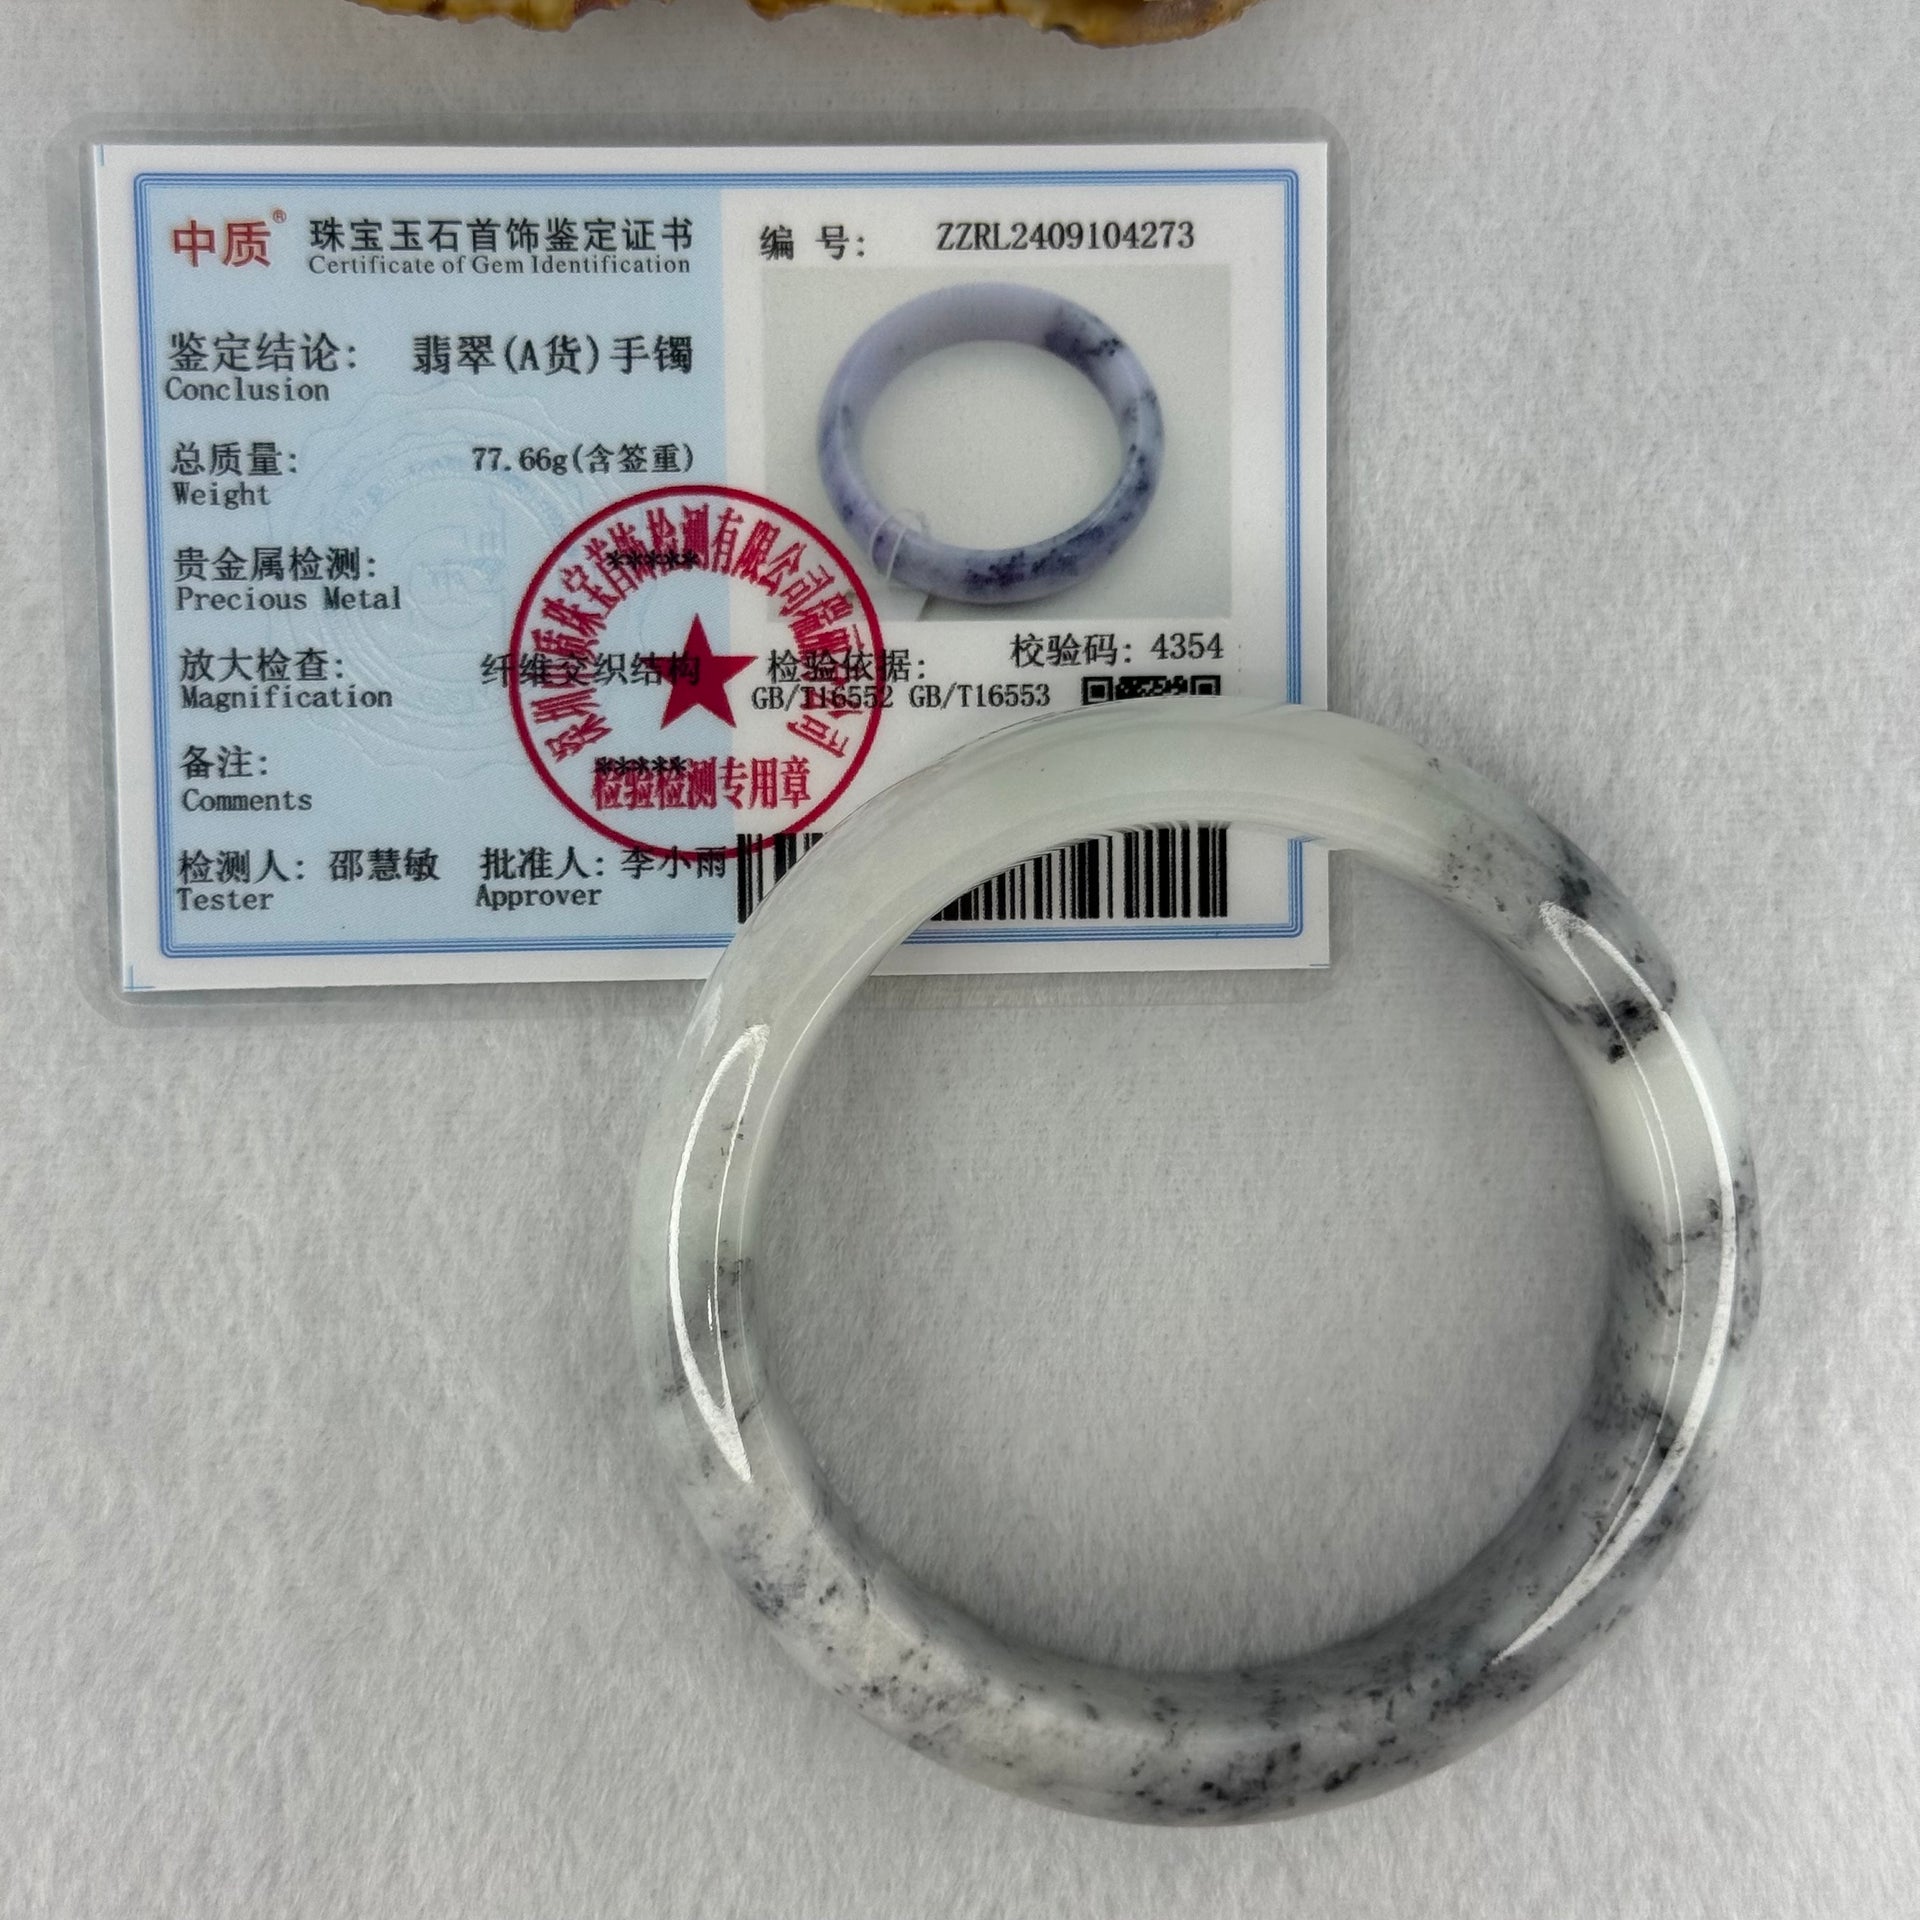 中质® 珠宝玉石首饰鉴定证书
Certificate of Gem Identification
鉴定结论: 翡翠(A货)手镯
Conclusion
总质量: 77.66g(含签重)
Weight
贵金属检测: *****
Precious Metal
放大检查: 纤维交织结构
Magnification
备注: *****
Comments
检测人: 邵慧敏 批准人: 李小雨
Tester Approver
编 号: ZZRL2409104273
校验码: 4354
检验依据:
GB/T16552 GB/T16553
检验检测专用章